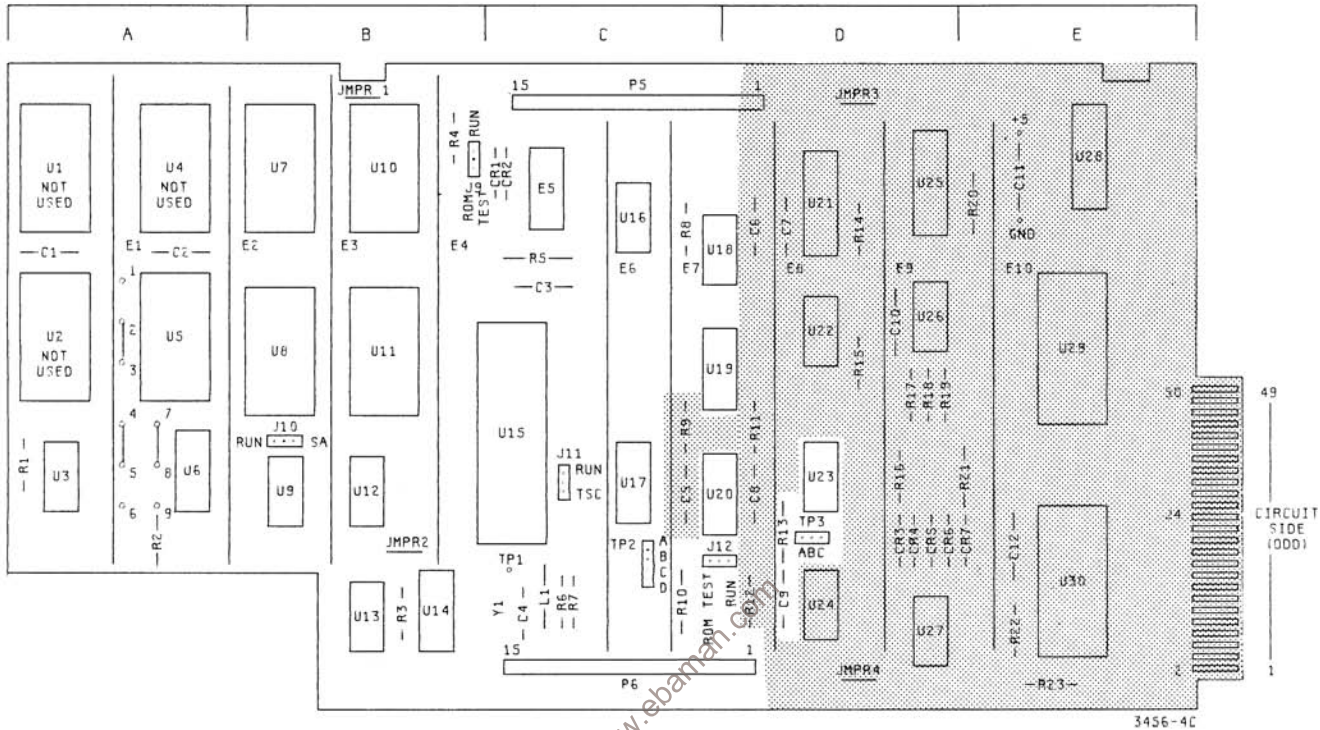 A B C D E
JMPR 1
15 P5 1
JMPR3
+5
U1
NOT
USED
U4
NOT
USED
U7
U10
R4
RUN
J9
ROM
TEST
CR1
CR2
E5
U16
R8
U18
C6
C7
U21
R14
U25
R20
C11
GND
U28
C1
E1
C2
E2
E3
E4
R5
C3
E6
E7
E8
E9
E10
1
2
3
U2
NOT
USED
U5
U8
U11
U15
U19
U22
R15
C10
U26
R17
R18
R19
U29
50 49
4
7
R1
U3
5
8
U6
6
9
R2
J10
RUN SA
U9
U12
JMPR2
J11
RUN
TSC
U17
R9
C5
U20
R11
C8
U23
R13
TP3
ABC
R16
R21
CR3
CR4
CR5
CR6
CR7
C12
J4
CIRCUIT
SIDE
(ODD)
TP1
TP2
A
B
C
D
J12
ROM TEST
RUN
U13
R3
U14
Y1
C4
L1
R6
R7
R10
R12
C9
U24
U27
R22
U30
2 1
15 P6 1
JMPR4
R23
3456-4C
www.ebaman.com